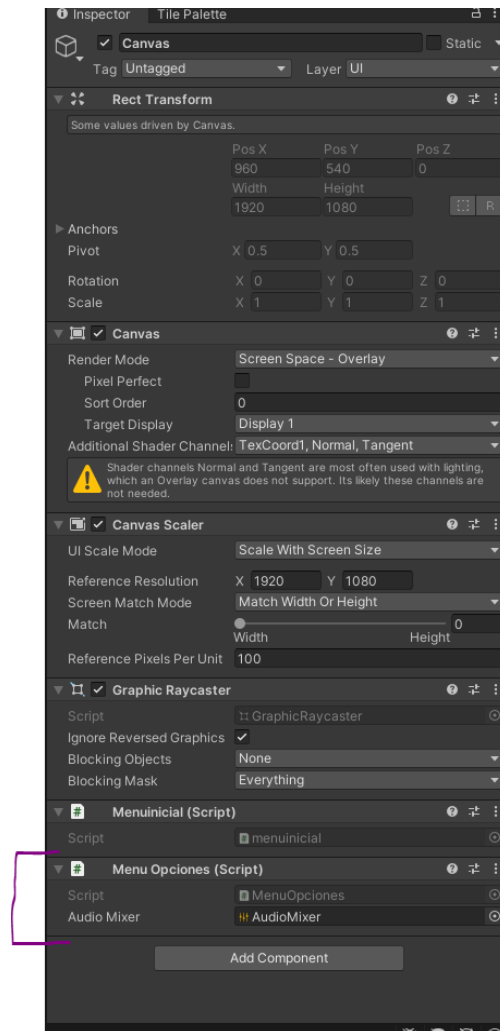 Inspector Tile Palette
Canvas Static
Tag Untagged Layer UI
Rect Transform
Some values driven by Canvas.
Pos X Pos Y Pos Z
960 540 0
Width Height
1920 1080
R
Anchors
Pivot X 0.5 Y 0.5
Rotation X 0 Y 0 Z 0
Scale X 1 Y 1 Z 1
Canvas
Render Mode Screen Space - Overlay
Pixel Perfect
Sort Order 0
Target Display Display 1
Additional Shader Channels TexCoord1, Normal, Tangent
Shader channels Normal and Tangent are most often used with lighting,
which an Overlay canvas does not support. Its likely these channels are
not needed.
Canvas Scaler
UI Scale Mode Scale With Screen Size
Reference Resolution X 1920 Y 1080
Screen Match Mode Match Width Or Height
Match 0
Width Height
Reference Pixels Per Unit 100
Graphic Raycaster
Script GraphicRaycaster
Ignore Reversed Graphics
Blocking Objects None
Blocking Mask Everything
# Menuinicial (Script)
Script menuinicial
# Menu Opciones (Script)
Script MenuOpciones
Audio Mixer AudioMixer
Add Component